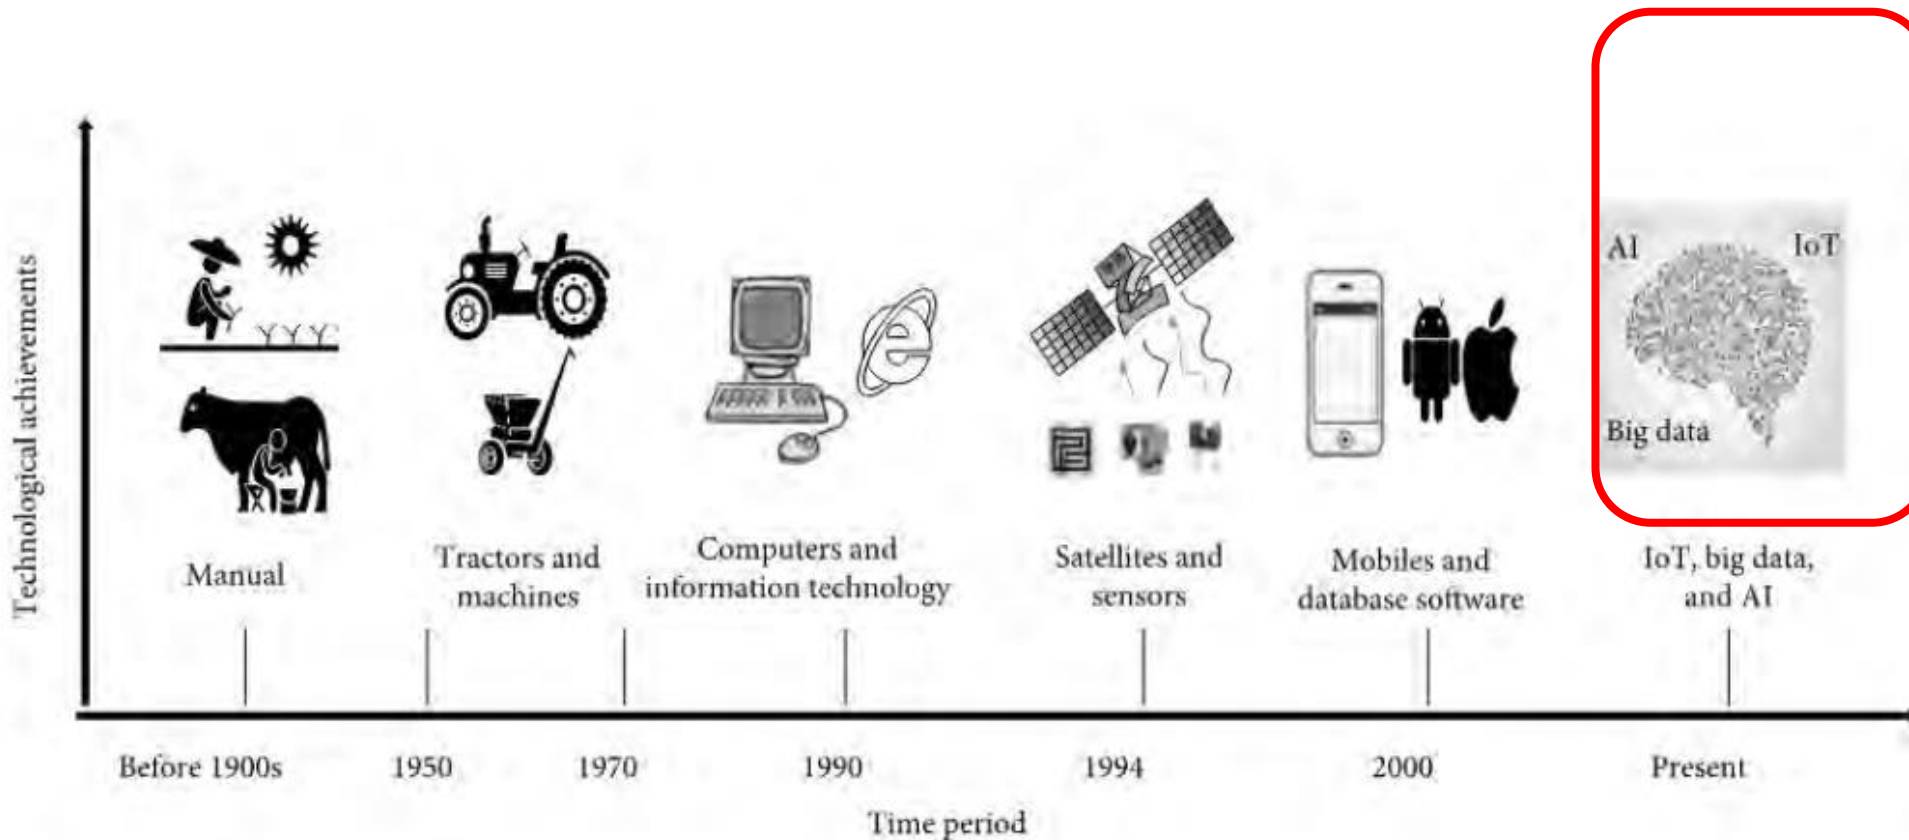 Technological achievements
AI
IoT
Big data
Manual
Tractors and
machines
Computers and
information technology
Satellites and
sensors
Mobiles and
database software
IoT, big data,
and AI
Before 1900s
1950
1970
1990
1994
2000
Present
Time period